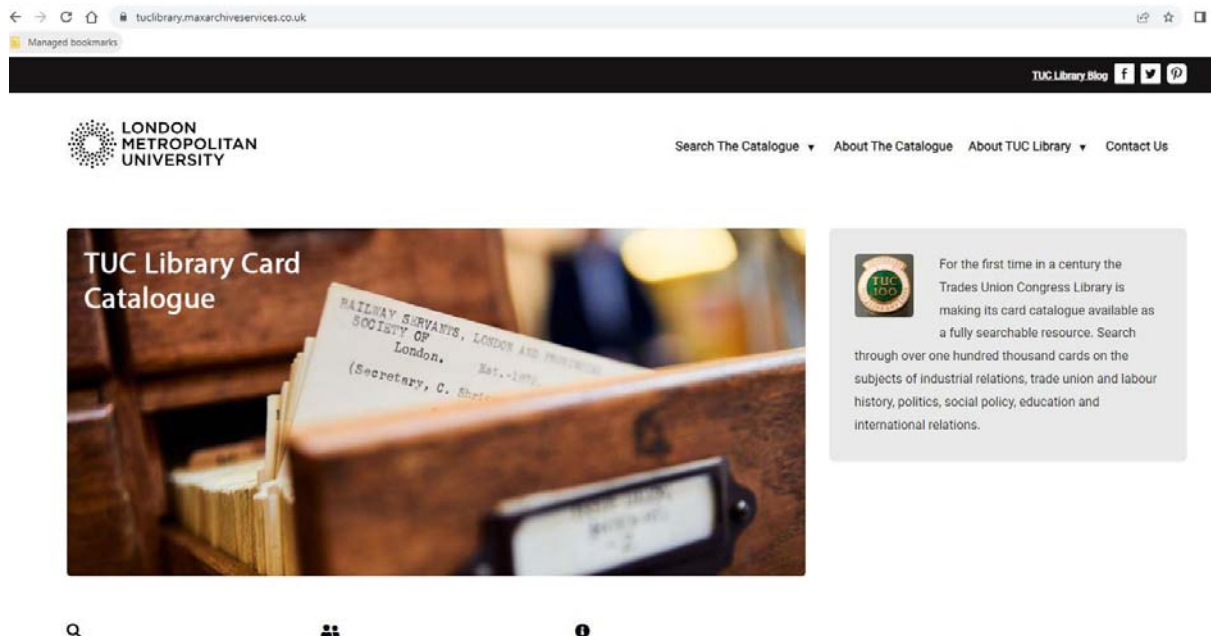 tuclibrary.maxarchiveservices.co.uk
Managed bookmarks
TUC Library Blog
LONDON
METROPOLITAN
UNIVERSITY
Search The Catalogue
About The Catalogue
About TUC Library
Contact Us
TUC Library Card
Catalogue
RAILWAY SERVANTS, LONDON AND
SOCIETY OF
London.
Est.-
(Secretary, C.
TUC
100
For the first time in a century the
Trades Union Congress Library is
making its card catalogue available as
a fully searchable resource. Search
through over one hundred thousand cards on the
subjects of industrial relations, trade union and labour
history, politics, social policy, education and
international relations.